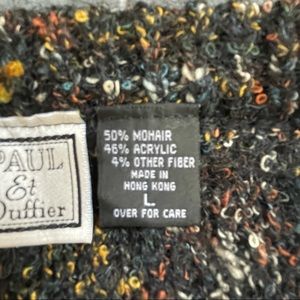 PAUL
Et
Duffier
50% MOHAIR
46% ACRYLIC
4% OTHER FIBER
MADE IN
HONG KONG
L
OVER FOR CARE